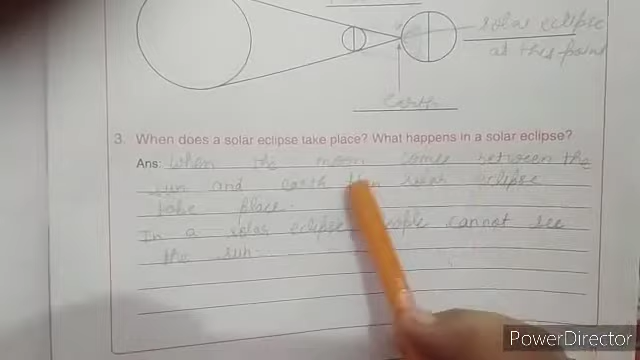 solar eclipse
at this point
Earth
3. When does a solar eclipse take place? What happens in a solar eclipse?
Ans: When the moon come between the
sun and earth then solar eclipse
take place.
In a solar eclipse people cannot see
the sun.
PowerDirector